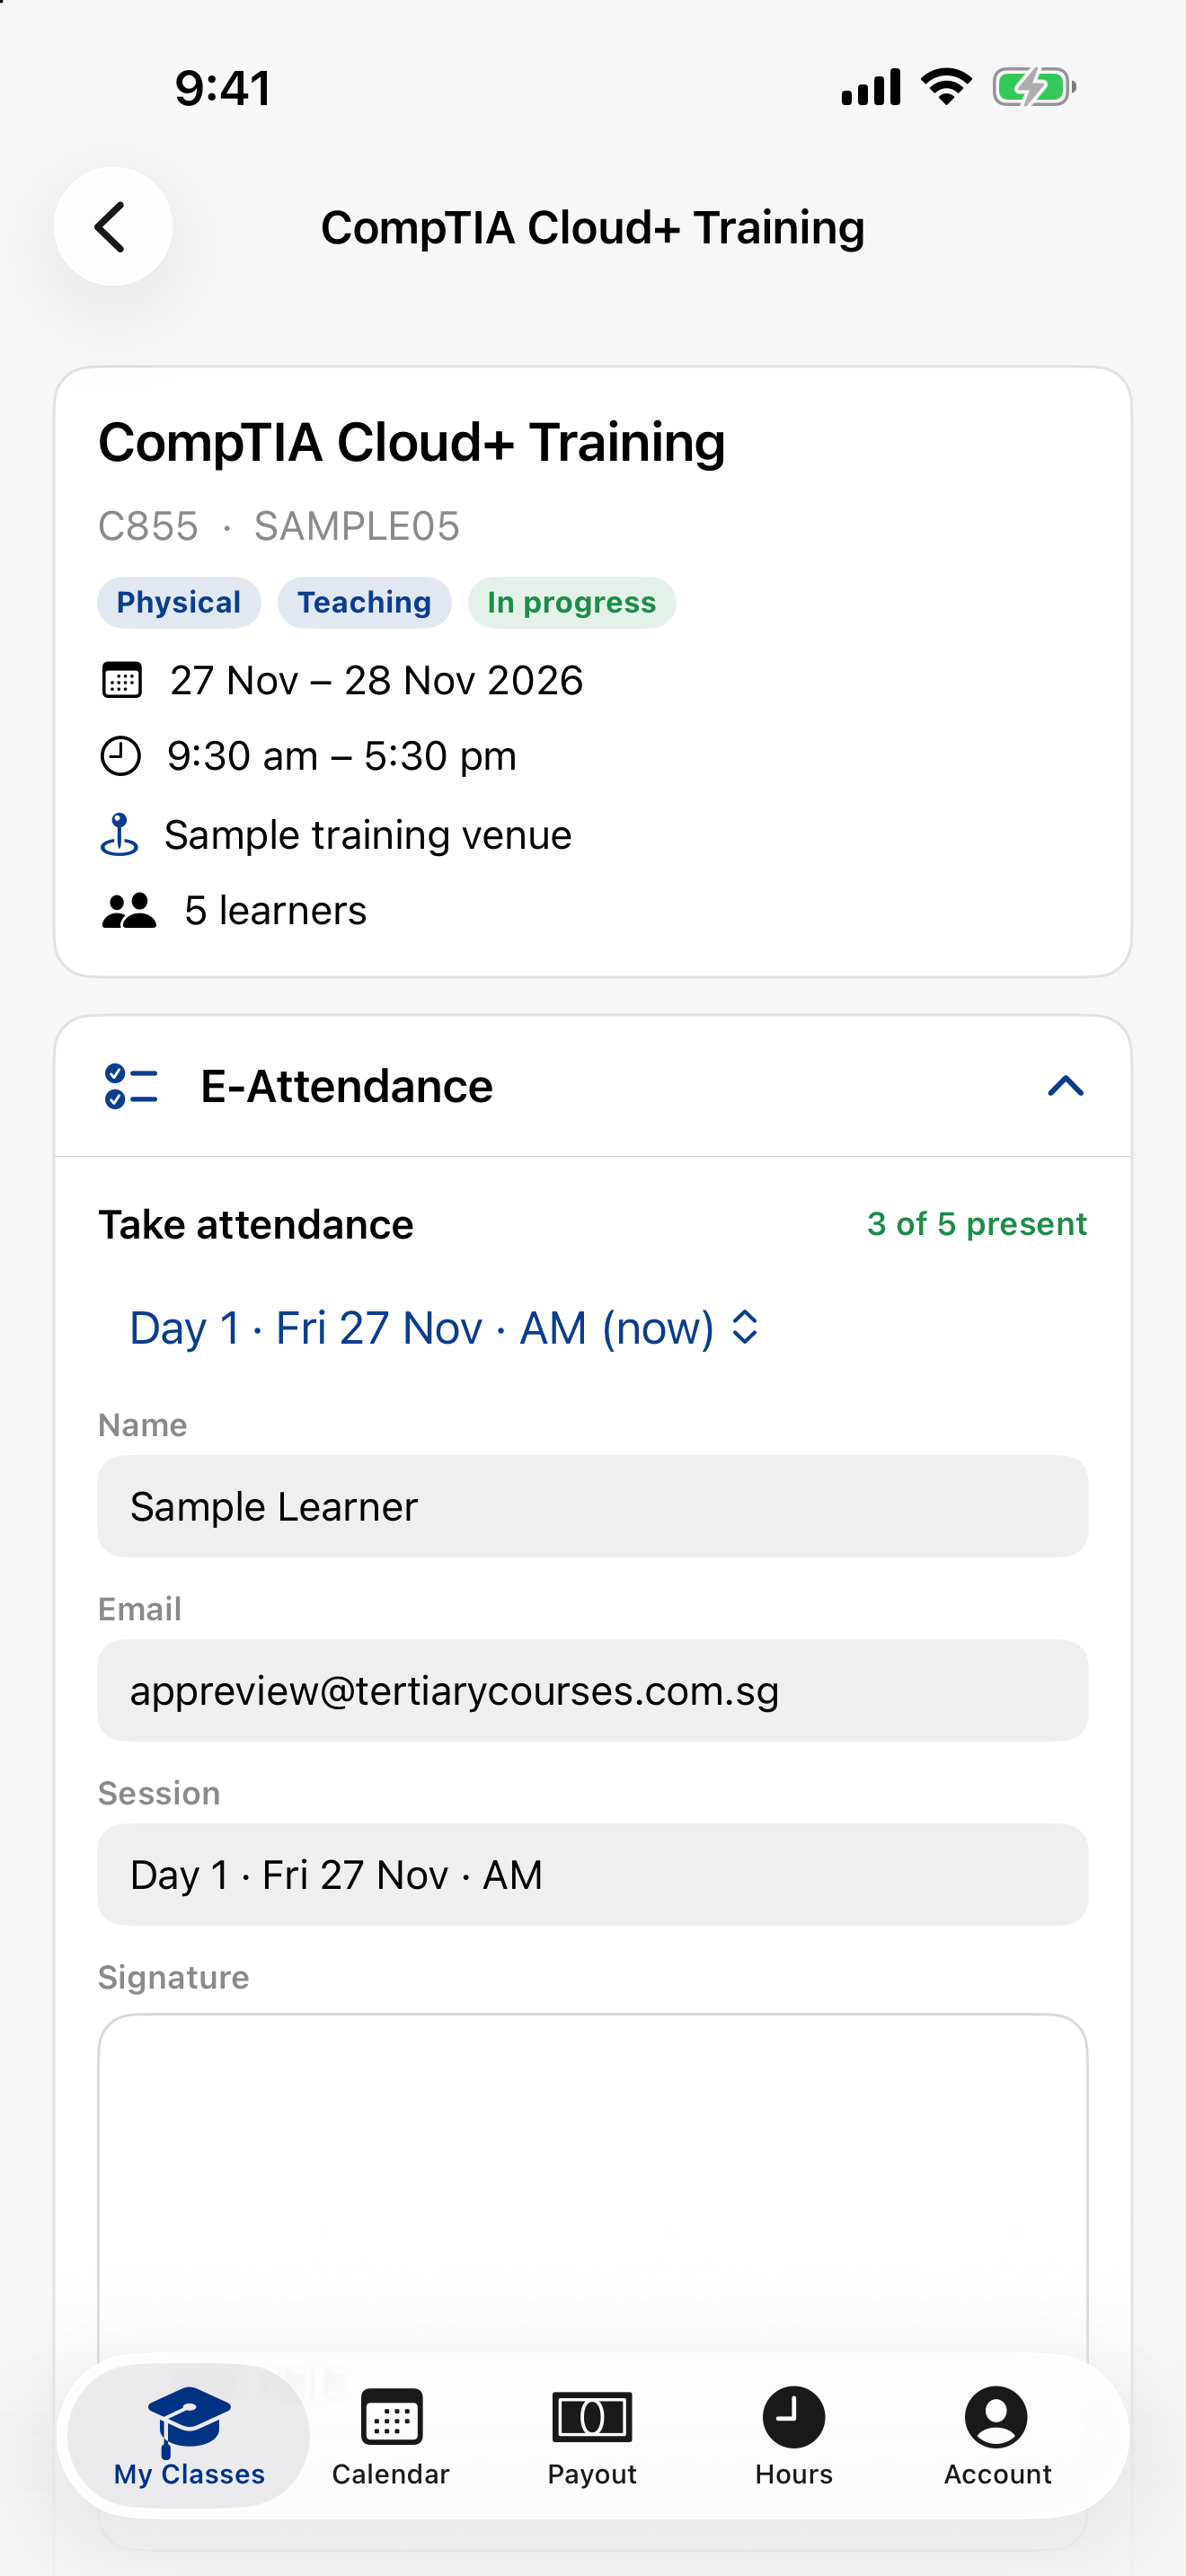 9:41
CompTIA Cloud+ Training
CompTIA Cloud+ Training
C855 · SAMPLE05
Physical Teaching In progress
27 Nov – 28 Nov 2026
9:30 am – 5:30 pm
Sample training venue
5 learners
E-Attendance
Take attendance 3 of 5 present
Day 1 · Fri 27 Nov · AM (now)
Name
Sample Learner
Email
appreview@tertiarycourses.com.sg
Session
Day 1 · Fri 27 Nov · AM
Signature
My Classes Calendar Payout Hours Account